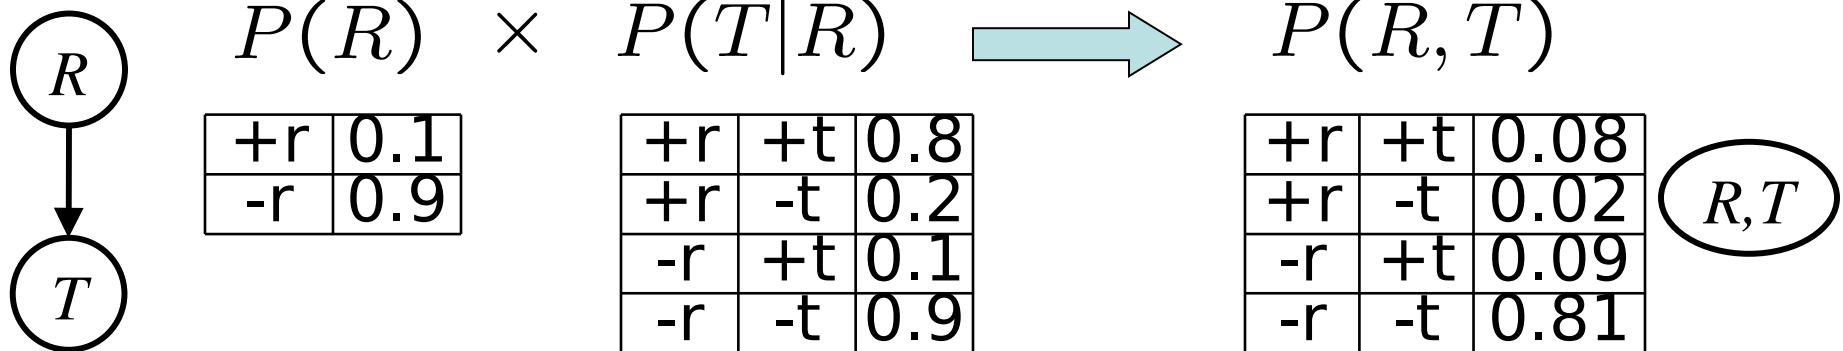 R
P(R) × P(T|R) P(R, T)
+r 0.1
-r 0.9
+r +t 0.8
+r -t 0.2
-r +t 0.1
-r -t 0.9
+r +t 0.08
+r -t 0.02
-r +t 0.09
-r -t 0.81
R,T
T